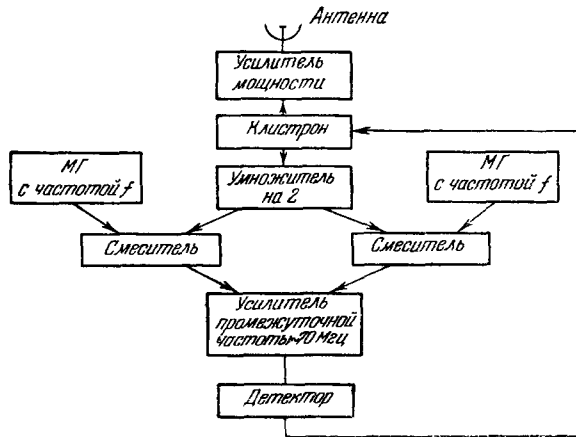 Антенна
Усилитель
мощности
Клистрон
МГ
с частотой f
Умножитель
на 2
МГ
с частотой f
Смеситель
Смеситель
Усилитель
промежуточной
частоты-70 Мгц
Детектор